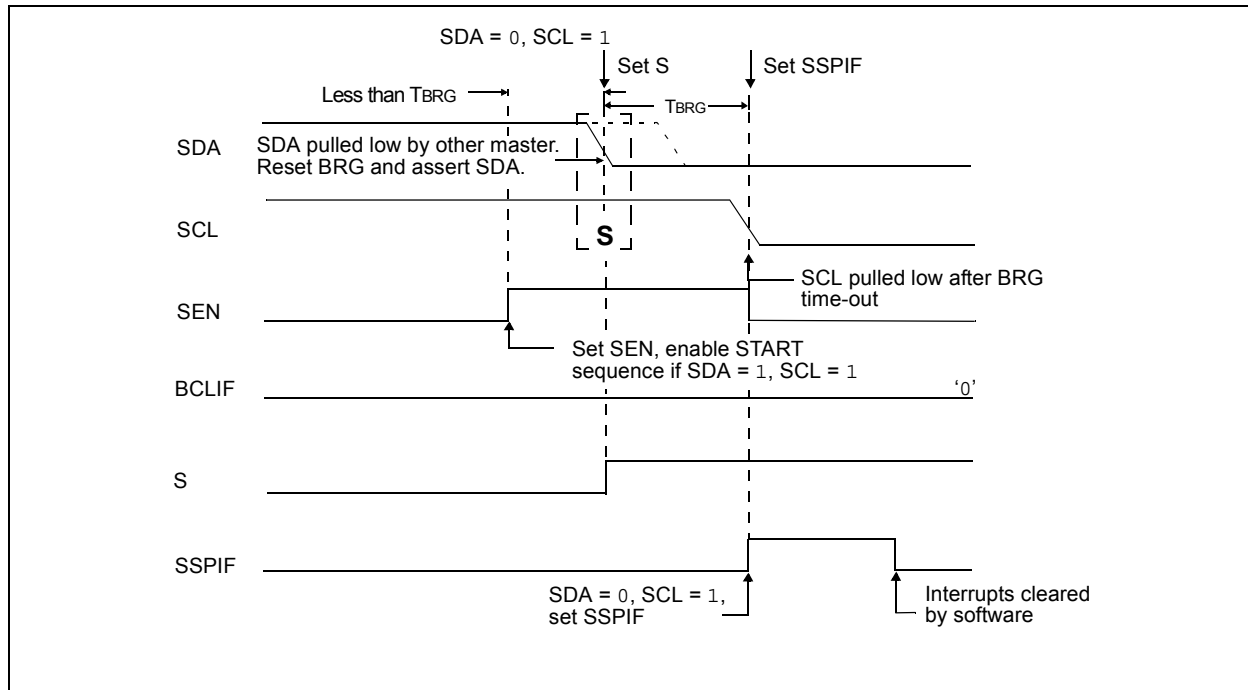 SDA = 0, SCL = 1
Set S
Set SSPIF
Less than TBRG
TBRG
SDA
SDA pulled low by other master.
Reset BRG and assert SDA.
SCL
S
SCL pulled low after BRG
time-out
SEN
Set SEN, enable START
sequence if SDA = 1, SCL = 1
BCLIF
‘0’
S
SSPIF
SDA = 0, SCL = 1,
set SSPIF
Interrupts cleared
by software